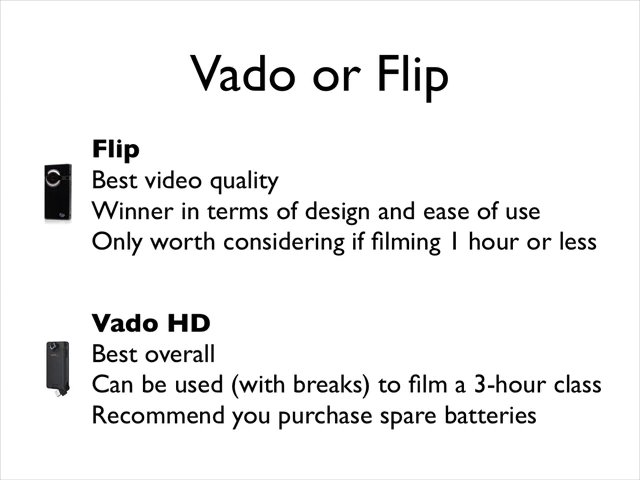 Vado or Flip
Flip
Best video quality
Winner in terms of design and ease of use
Only worth considering if filming 1 hour or less
Vado HD
Best overall
Can be used (with breaks) to film a 3-hour class
Recommend you purchase spare batteries